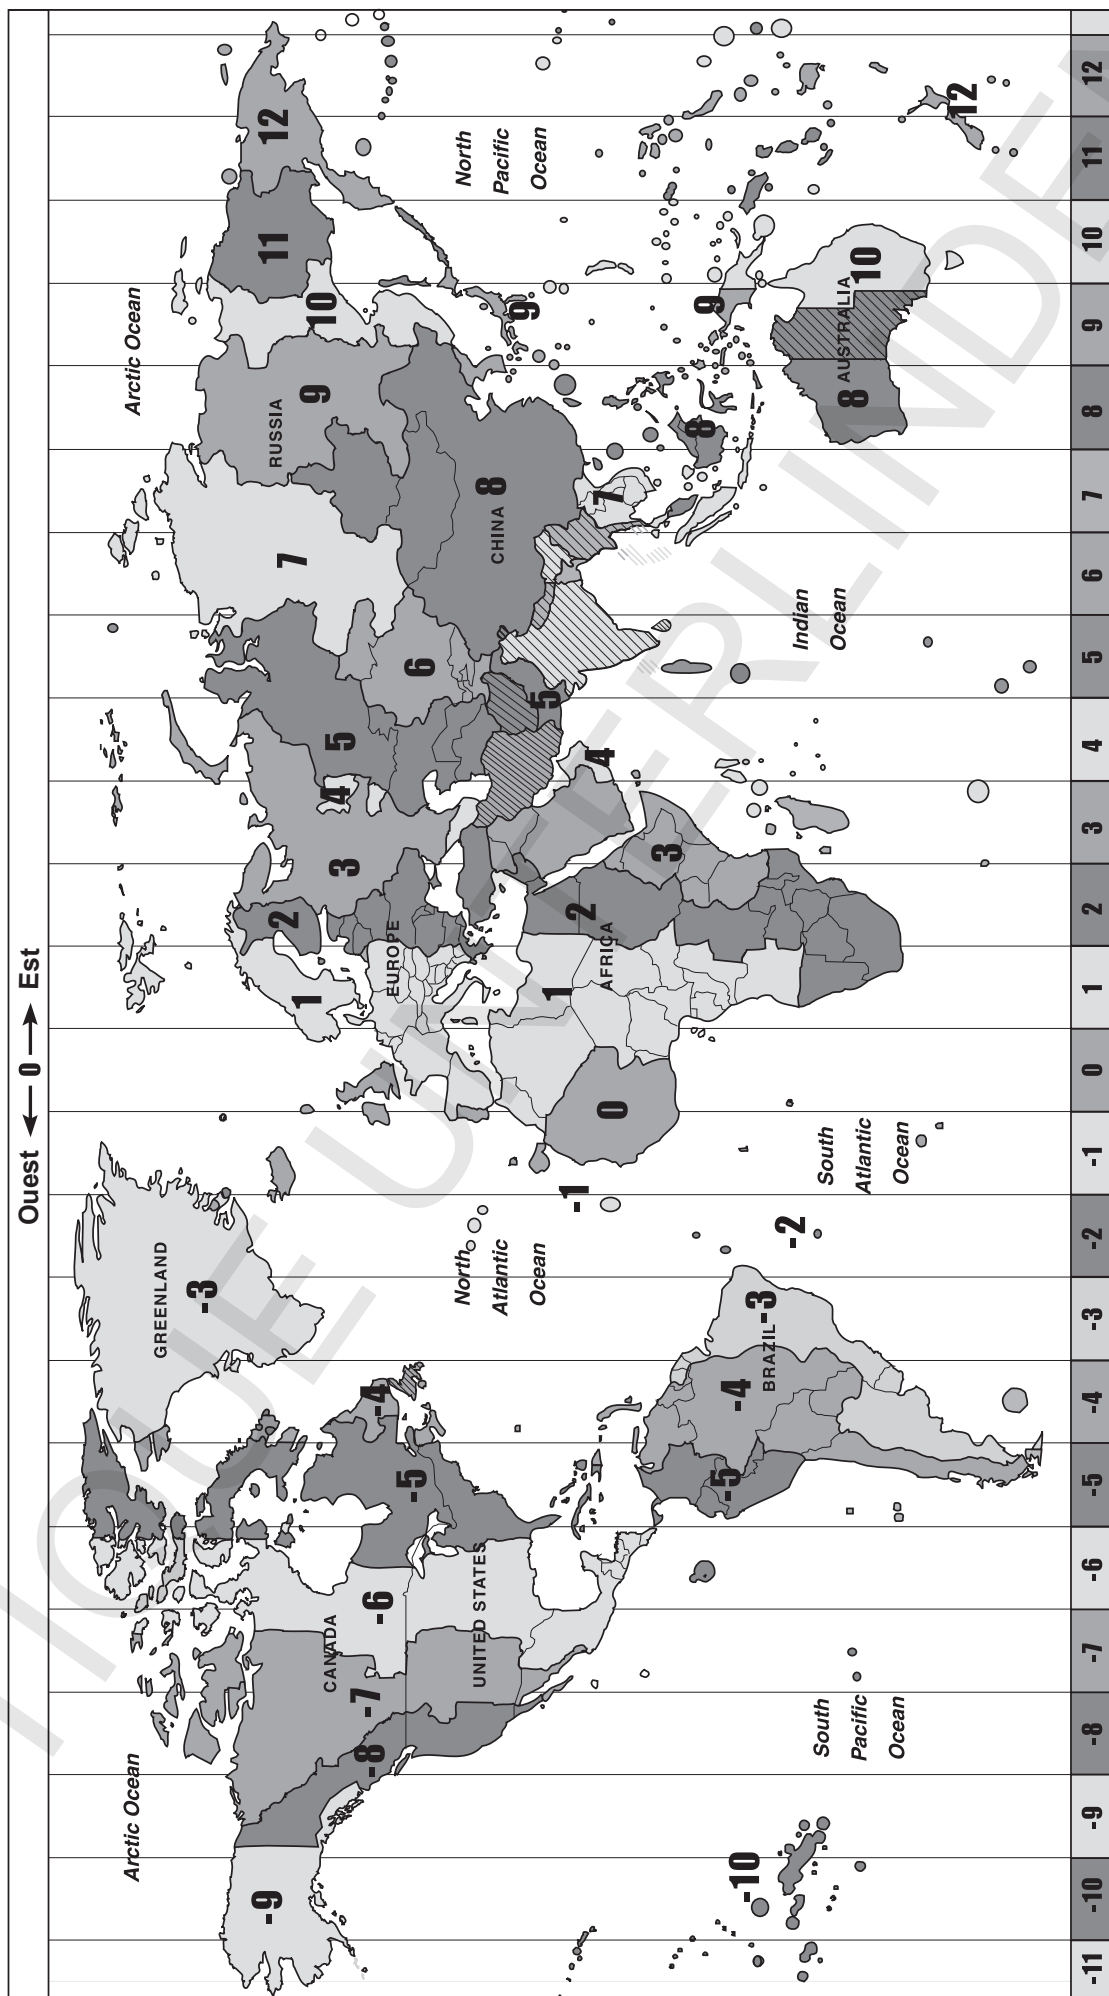 Ouest ← 0 → Est
Arctic Ocean
GREENLAND
-3
Arctic Ocean
-9
CANADA
-8
-7
-6
-5
-4
UNITED STATES
North
Atlantic
Ocean
-1
-10
-5
-4
BRAZIL
-3
-2
South
Pacific
Ocean
South
Atlantic
Ocean
1
2
3
4
5
7
RUSSIA
9
10
11
12
EUROPE
6
CHINA
8
North
Pacific
Ocean
5
9
1
2
AFRICA
0
3
4
7
8
9
Indian
Ocean
8
AUSTRALIA
10
12
-11 -10 -9 -8 -7 -6 -5 -4 -3 -2 -1 0 1 2 3 4 5 6 7 8 9 10 11 12
IQUE UNTERLINDE